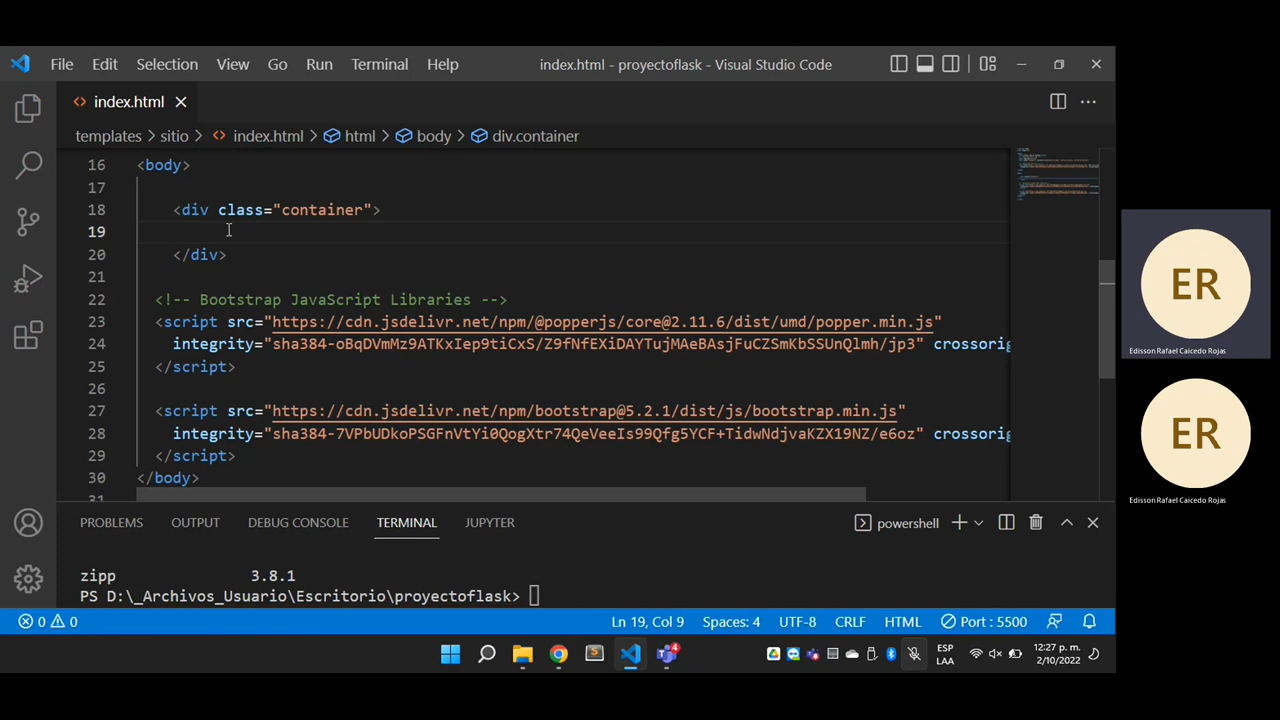 File Edit Selection View Go Run Terminal Help index.html - proyectoflask - Visual Studio Code
index.html
templates > sitio > index.html > html > body > div.container
16 <body>
17
18 <div class="container">
19
20 </div>
21
22 <!-- Bootstrap JavaScript Libraries -->
23 <script src="https://cdn.jsdelivr.net/npm/@popperjs/core@2.11.6/dist/umd/popper.min.js"
24 integrity="sha384-oBqDVmMz9ATKxIep9tiCxS/Z9fNfEXiDAYTujMAeBAsjFuCZSmKbSSUnQlmh/jp3" crossorig
25 </script>
26
27 <script src="https://cdn.jsdelivr.net/npm/bootstrap@5.2.1/dist/js/bootstrap.min.js"
28 integrity="sha384-7VPbUDkoPSGFnVtYi0QogXtr74QeVeeIs99Qfg5YCF+TidwNdjvaKZX19NZ/e6oz" crossorig
29 </script>
30 </body>
31
PROBLEMS OUTPUT DEBUG CONSOLE TERMINAL JUPYTER powershell
zipp 3.8.1
PS D:\_Archivos_Usuario\Escritorio\proyectoflask>
0 0 Ln 19, Col 9 Spaces: 4 UTF-8 CRLF HTML Port : 5500
4 ESP LAA 12:27 p. m. 2/10/2022
ER
Edisson Rafael Caicedo Rojas
ER
Edisson Rafael Caicedo Rojas